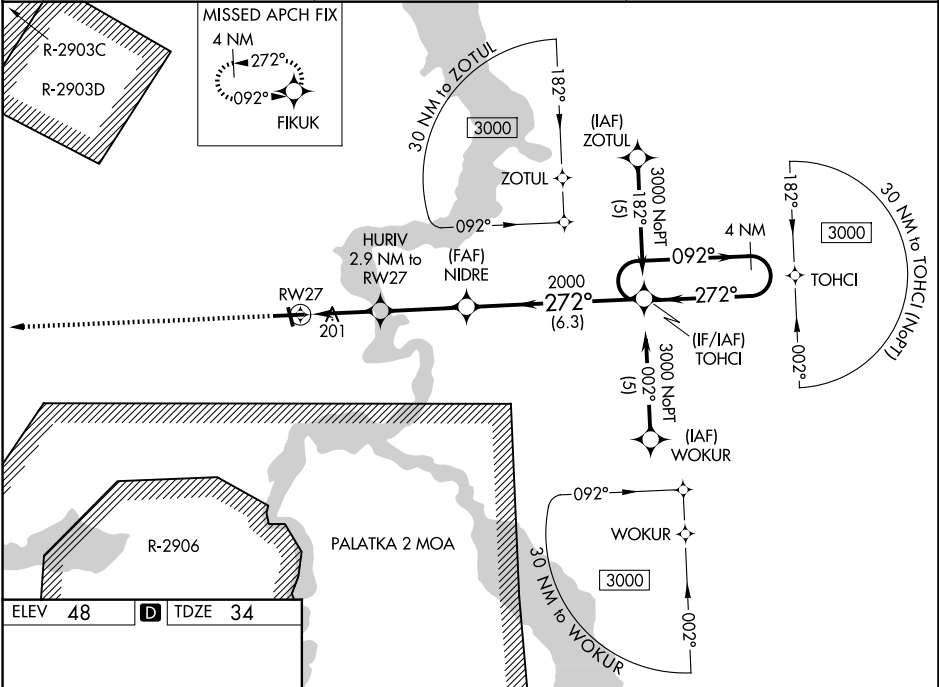 R-2903C
R-2903D
MISSED APCH FIX
4 NM
272°
092°
FIKUK
30 NM to ZOTUL
3000
182°
ZOTUL
092°
(IAF)
ZOTUL
3000 NoPT
182°
(5)
4 NM
092°
272°
182°
3000
TOHCI
002°
30 NM to TOHCI (NoPT)
HURIV
2.9 NM to
RW27
(FAF)
NIDRE
2000
272°
(6.3)
RW27
201
(IF/IAF)
TOHCI
3000 NoPT
002°
(5)
(IAF)
WOKUR
092°
WOKUR
3000
002°
30 NM to WOKUR
R-2906
PALATKA 2 MOA
ELEV 48 D TDZE 34